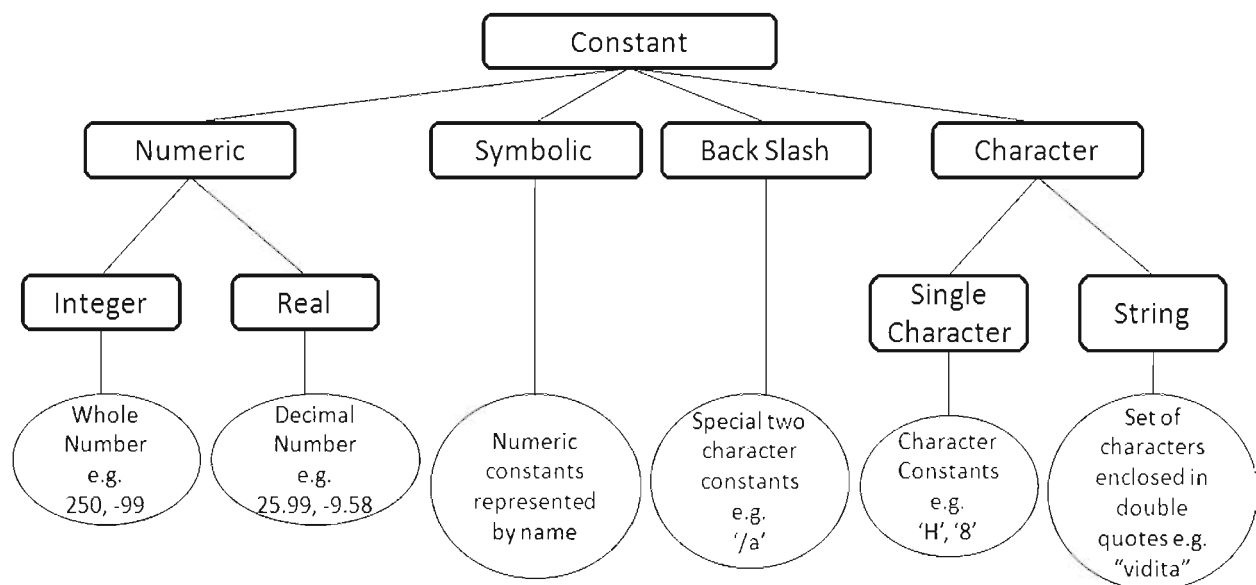 Constant
Numeric
Symbolic
Back Slash
Character
Integer
Real
Single
Character
String
Whole
Number
e.g.
250, -99
Decimal
Number
e.g.
25.99, -9.58
Numeric
constants
represented
by name
Special two
character
constants
e.g.
‘/a’
Character
Constants
e.g.
‘H’, ‘8’
Set of
characters
enclosed in
double
quotes e.g.
“vidita”